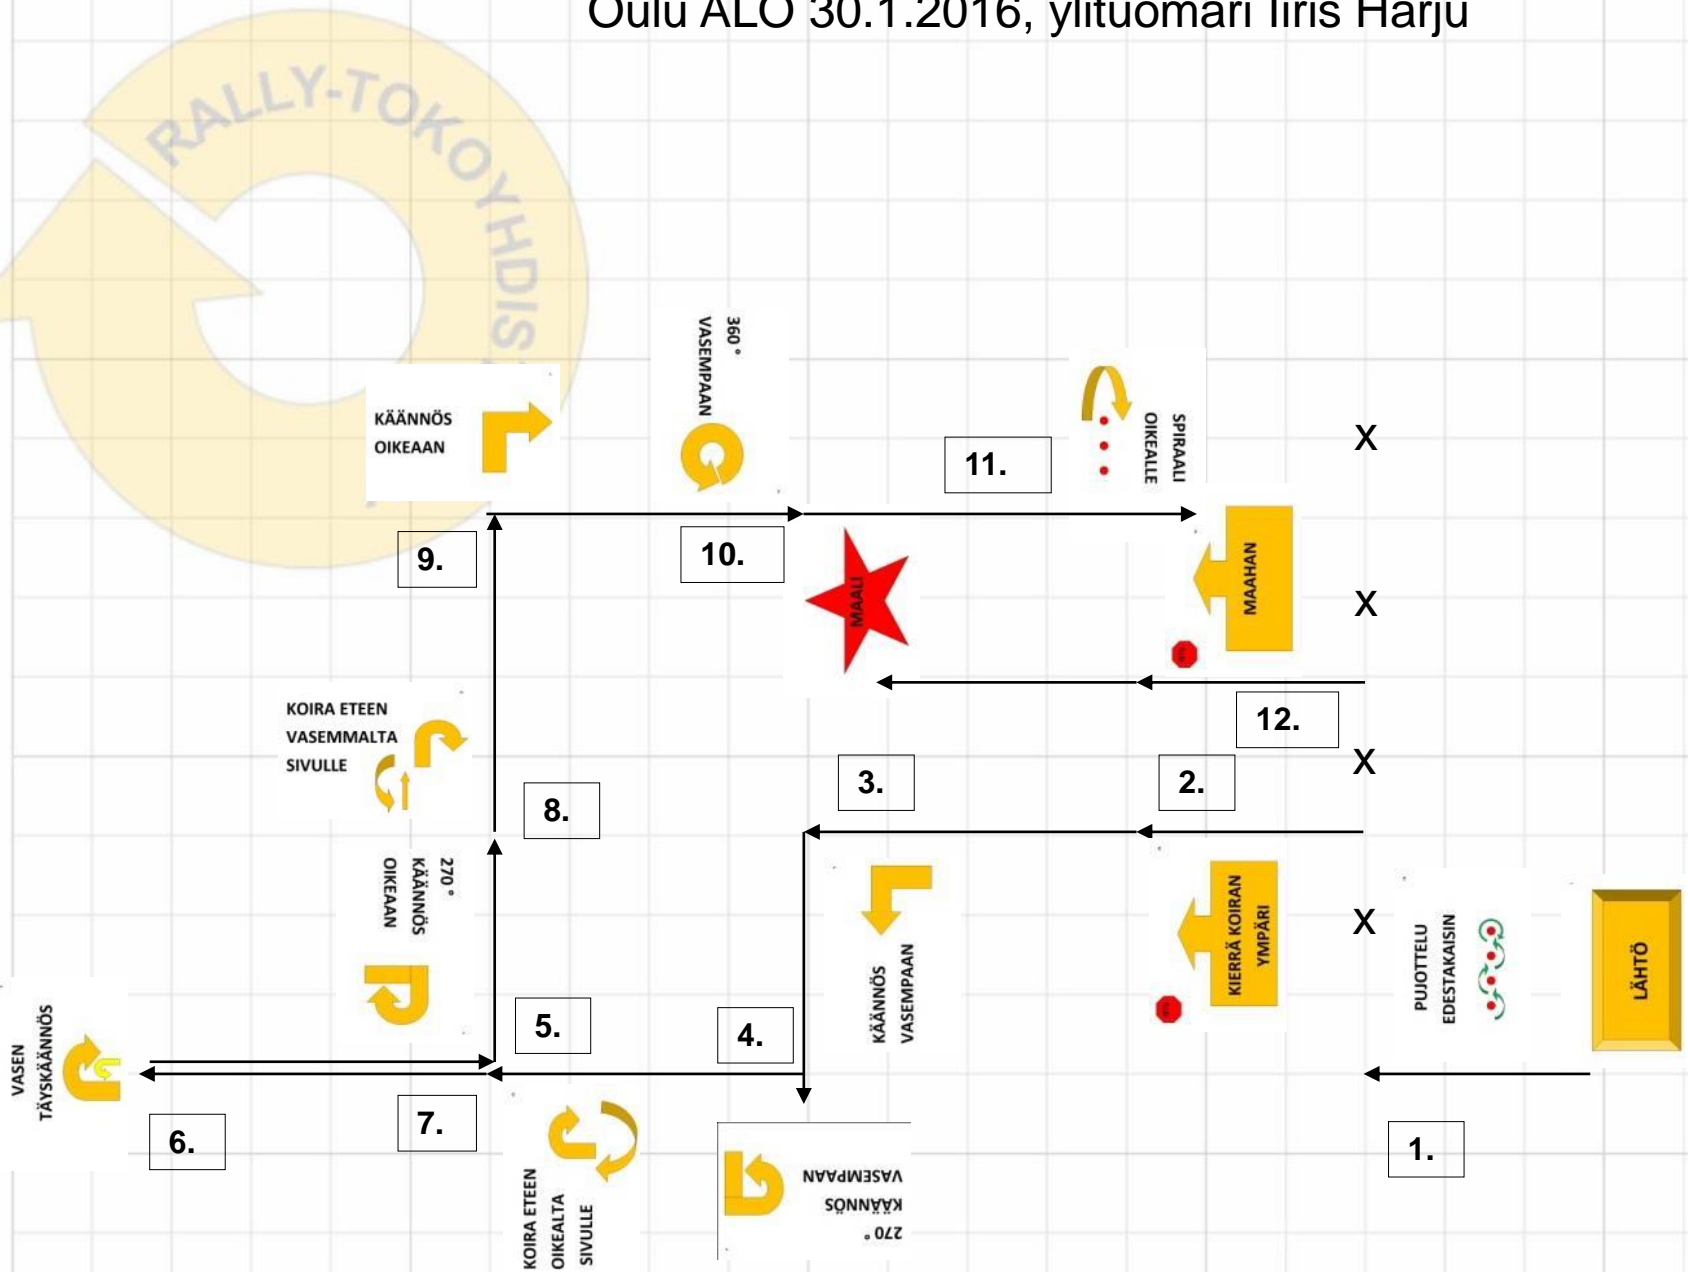 Oulu ALO 30.1.2016, ylituomari Iiris Harju
RALLY-TOKOYHDIS
360 °
VASEMPAAN
SPIRAALI
OIKEALLE
KÄÄNNÖS
OIKEAAN
11.
X
9.
10.
MAALI
MAAHAN
X
KOIRA ETEEN
VASEMMALTA
SIVULLE
12.
8.
3.
2.
X
270 °
KÄÄNNÖS
OIKEAAN
KÄÄNNÖS
VASEMPAAN
KIERRÄ KOIRAN
YMPÄRI
X
PUJOTTELU
EDESTAKAISIN
LÄHTÖ
VASEN
TÄYSKÄÄNNÖS
5.
4.
6.
7.
1.
KOIRA ETEEN
OIKEALTA
SIVULLE
270 °
KÄÄNNÖS
VASEMPAAN